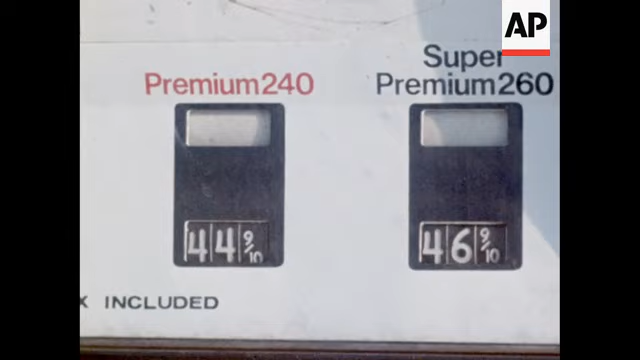 AP
Super
Premium240 Premium260
44 9/10 46 9/10
X INCLUDED